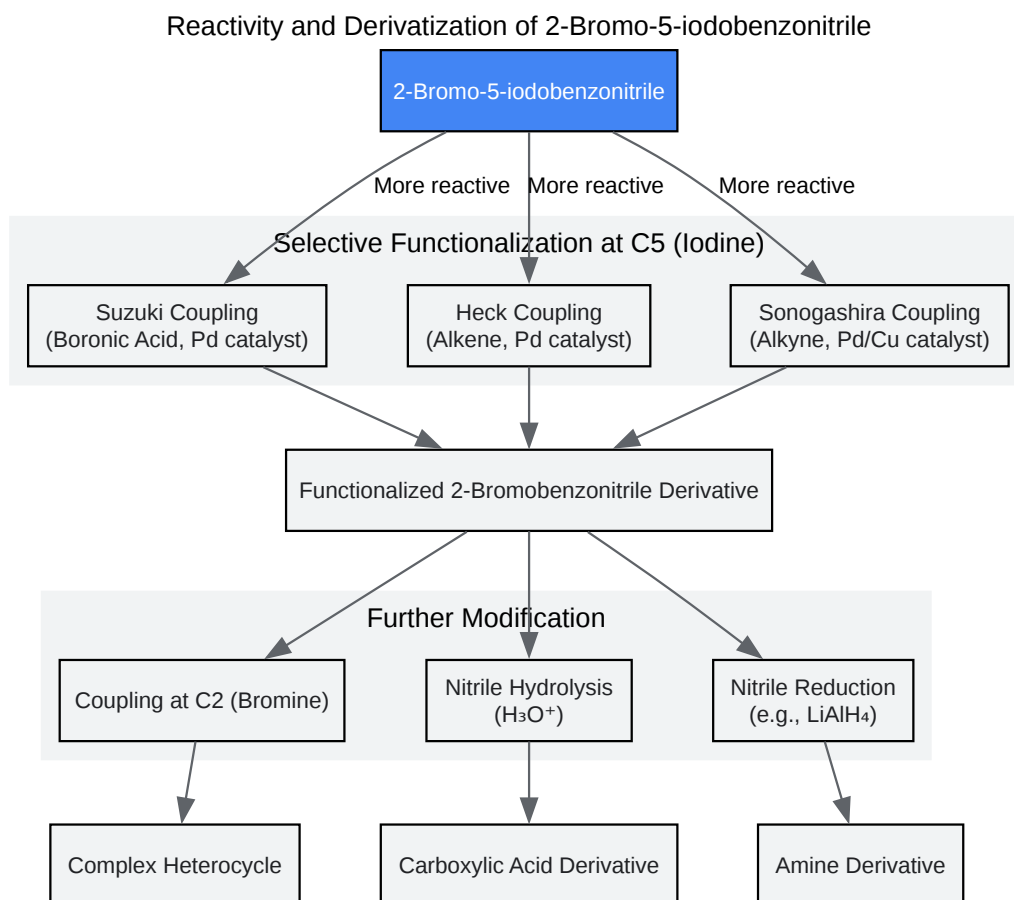 Reactivity and Derivatization of 2-Bromo-5-iodobenzonitrile
2-Bromo-5-iodobenzonitrile
More reactive
More reactive
More reactive
Selective Functionalization at C5 (Iodine)
Suzuki Coupling
(Boronic Acid, Pd catalyst)
Heck Coupling
(Alkene, Pd catalyst)
Sonogashira Coupling
(Alkyne, Pd/Cu catalyst)
Functionalized 2-Bromobenzonitrile Derivative
Further Modification
Coupling at C2 (Bromine)
Nitrile Hydrolysis
(H₃O⁺)
Nitrile Reduction
(e.g., LiAlH₄)
Complex Heterocycle
Carboxylic Acid Derivative
Amine Derivative